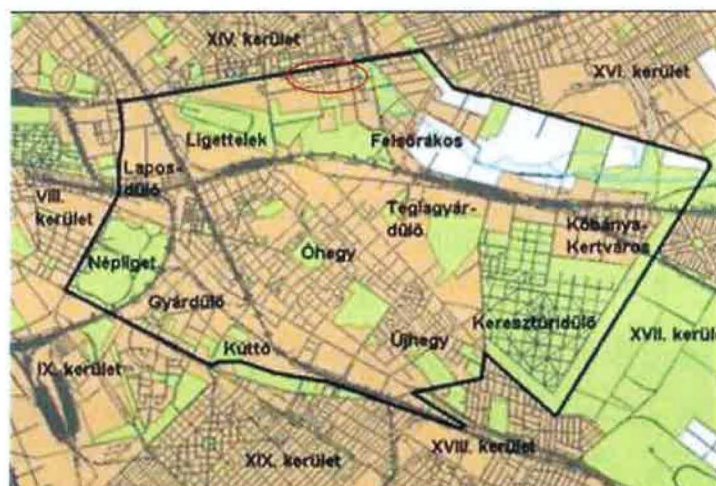 XIV. kerület
XVI. kerület
Ligettelek
Felsőrákos
Lapos-
dűlő
VIII.
kerület
Téglagyár-
dűlő
Kőbánya-
Kertváros
Népliget
Óhegy
Gyárdűlő
Keresztúridűlő
XVII. kerüle
Kúttó
Újhegy
IX. kerület
XVIII. kerület
XIX. kerület